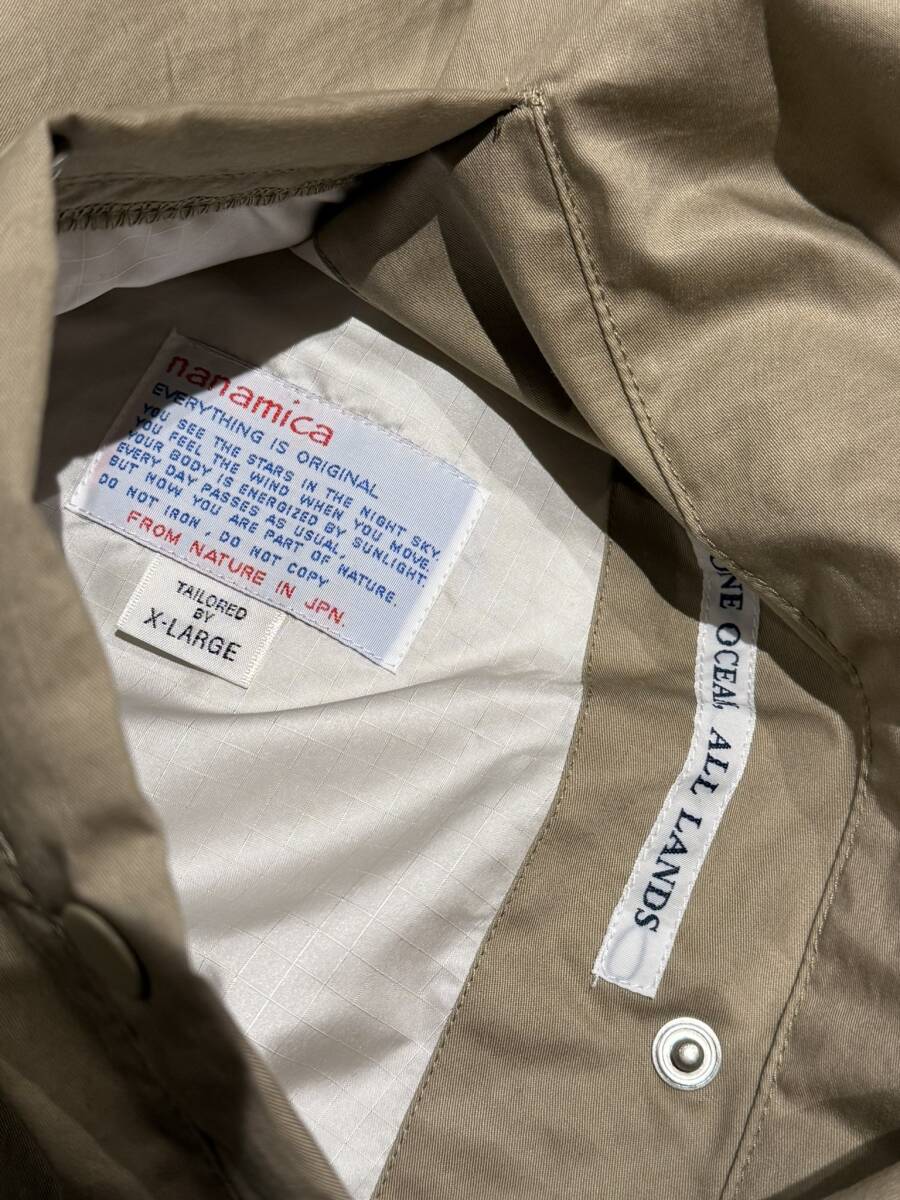 nanamica
EVERYTHING IS ORIGINAL
YOU SEE THE STARS IN THE NIGHT SKY.
YOU FEEL THE WIND WHEN YOU MOVE.
YOUR BODY IS ENERGIZED BY SUNLIGHT.
EVERY DAY PASSES AS USUAL,
BUT NOW YOU ARE PART OF NATURE.
DO NOT IRON, DO NOT COPY
FROM NATURE IN JPN.
TAILORED
BY
X-LARGE
ONE OCEAN, ALL LANDS